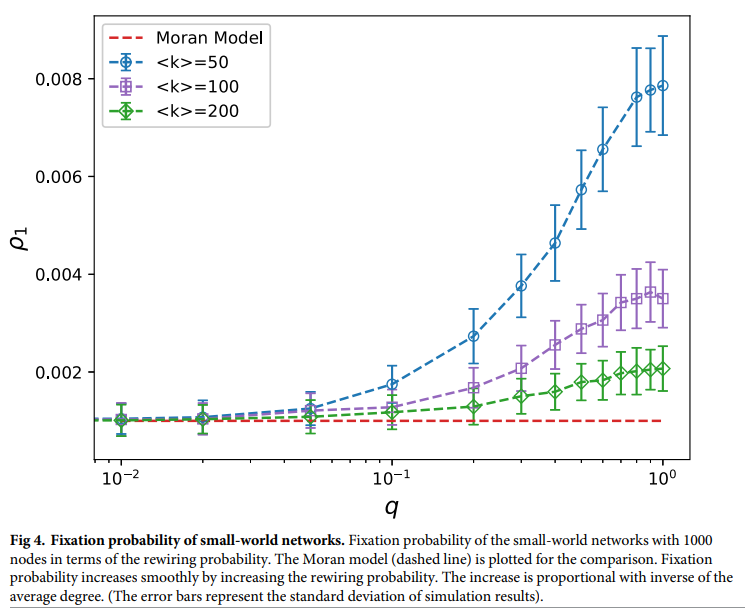 Moran Model
<k>=50
<k>=100
<k>=200
0.008
0.006
0.004
0.002
ρ₁
10⁻²
10⁻¹
10⁰
q
Fig 4. Fixation probability of small-world networks. Fixation probability of the small-world networks with 1000
nodes in terms of the rewiring probability. The Moran model (dashed line) is plotted for the comparison. Fixation
probability increases smoothly by increasing the rewiring probability. The increase is proportional with inverse of the
average degree. (The error bars represent the standard deviation of simulation results).